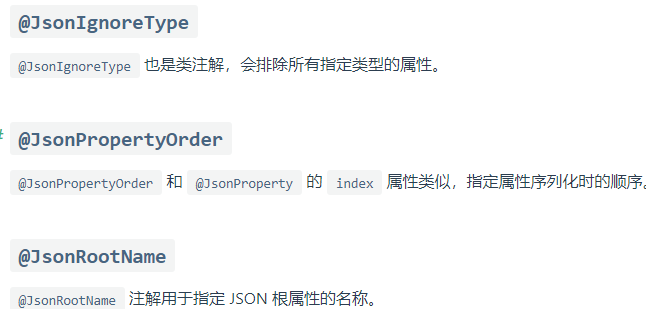 @JsonIgnoreType
@JsonIgnoreType 也是类注解，会排除所有指定类型的属性。
# @JsonPropertyOrder
@JsonPropertyOrder 和 @JsonProperty 的 index 属性类似，指定属性序列化时的顺序。
@JsonRootName
@JsonRootName 注解用于指定 JSON 根属性的名称。